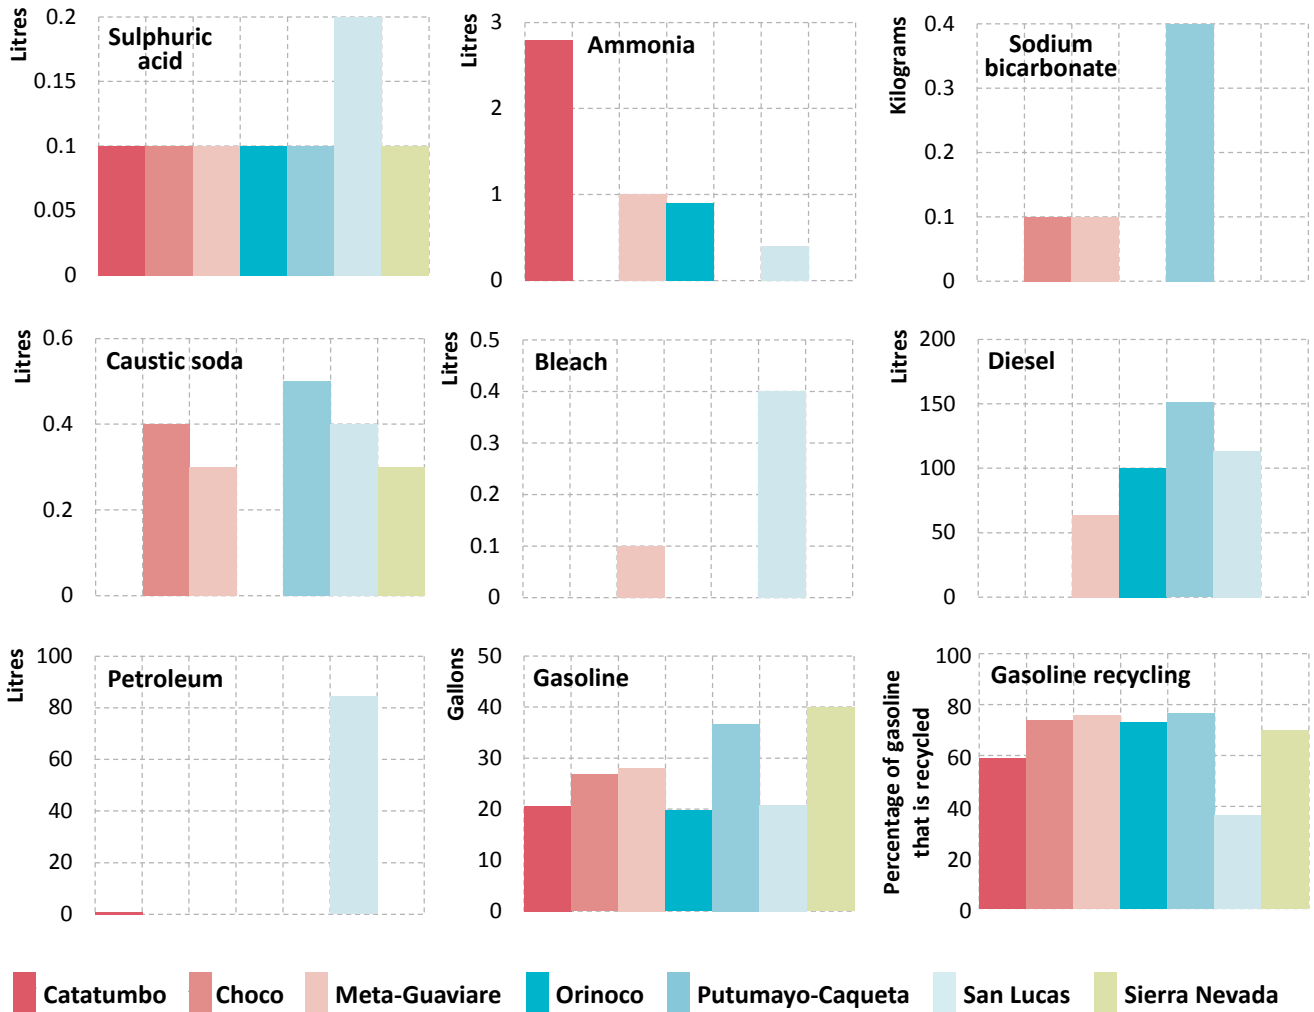 Litres
Sulphuric
acid
0.2
0.15
0.1
0.05
0
Litres
Ammonia
3
2
1
0
Kilograms
Sodium
bicarbonate
0.4
0.3
0.2
0.1
0
Litres
Caustic soda
0.6
0.4
0.2
0
Litres
Bleach
0.5
0.4
0.3
0.2
0.1
0
Litres
Diesel
200
150
100
50
0
Litres
Petroleum
100
80
60
40
20
0
Gallons
Gasoline
50
40
30
20
10
0
Percentage of gasoline
that is recycled
Gasoline recycling
100
80
60
40
20
0
Catatumbo Choco Meta-Guaviare Orinoco Putumayo-Caqueta San Lucas Sierra Nevada